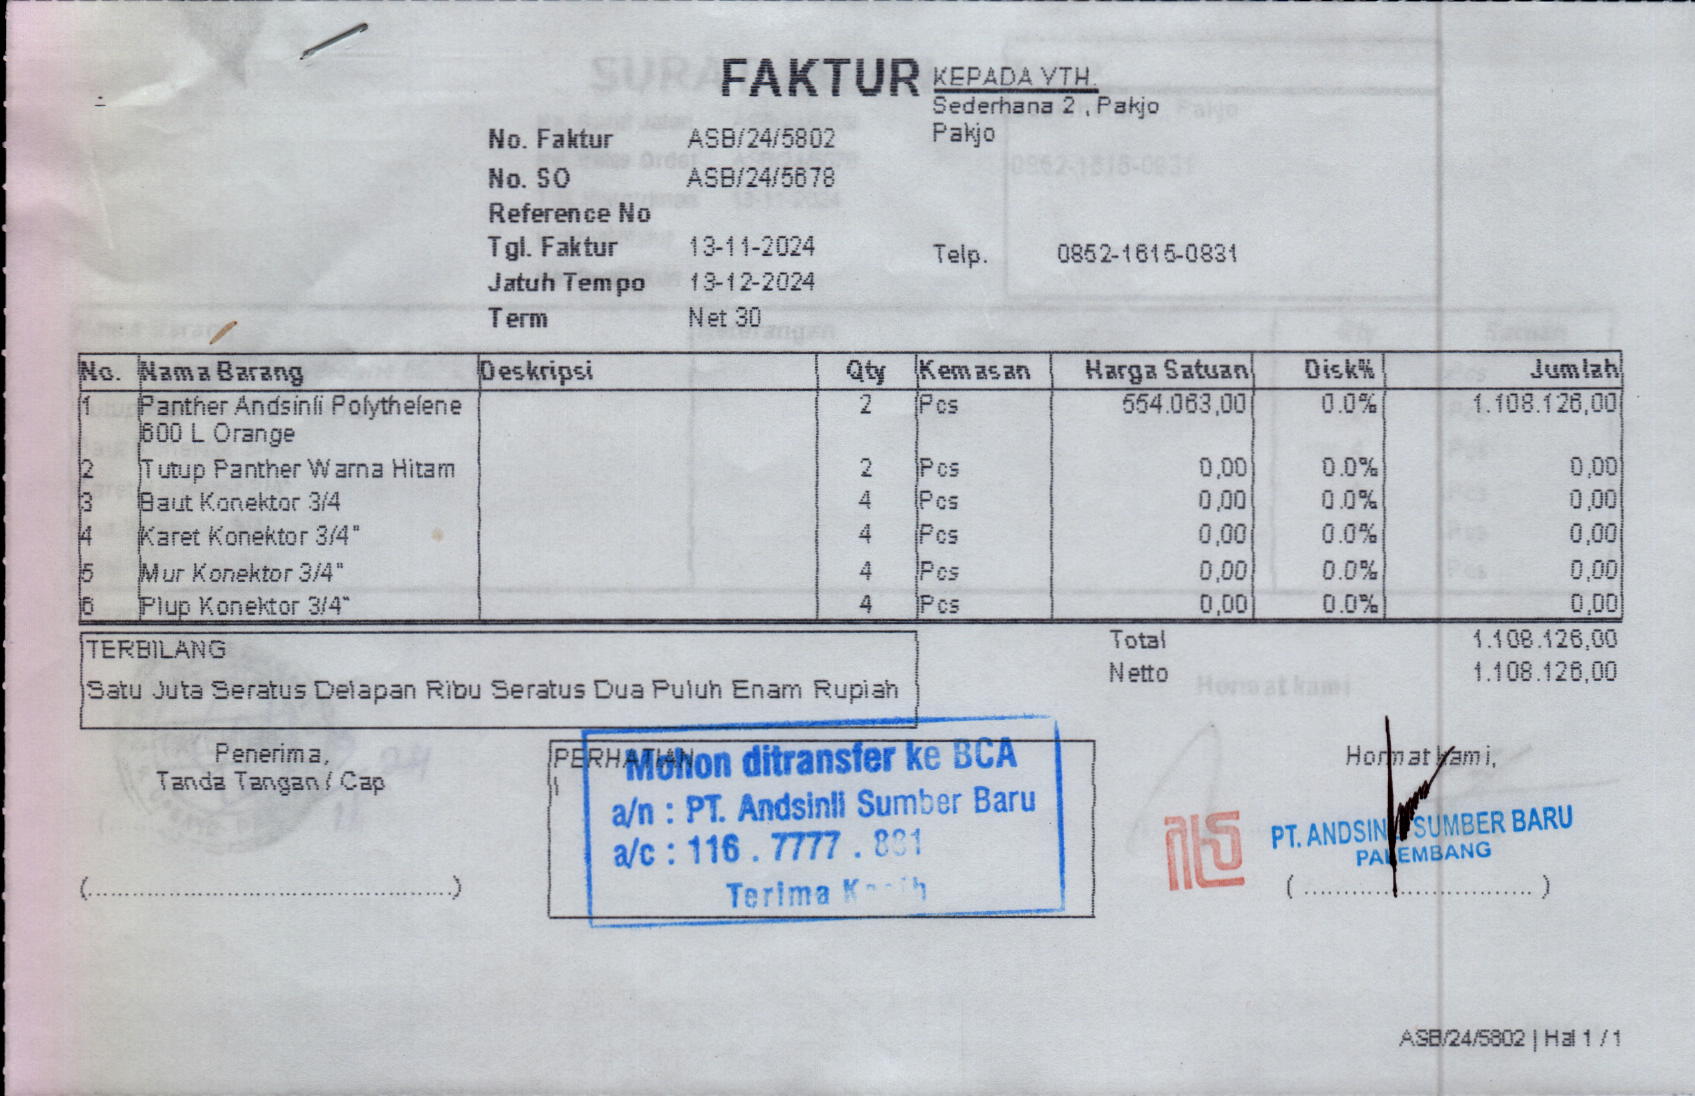 FAKTUR
KEPADA YTH.
Sederhana 2 , Pakjo
Pakjo
No. Faktur ASB/24/5802
No. SO ASB/24/5678
Reference No
Tgl. Faktur 13-11-2024
Telp. 0852-1615-0831
Jatuh Tempo 13-12-2024
Term Net 30
No. Nama Barang Deskripsi Qty Kemasan Harga Satuan Disk% Jumlah
1 Panther Andsinli Polythelene 2 Pcs 554.063,00 0.0% 1.108.126,00
600 L Orange
2 Tutup Panther Warna Hitam 2 Pcs 0,00 0.0% 0,00
3 Baut Konektor 3/4 4 Pcs 0,00 0.0% 0,00
4 Karet Konektor 3/4" 4 Pcs 0,00 0.0% 0,00
5 Mur Konektor 3/4" 4 Pcs 0,00 0.0% 0,00
6 Plup Konektor 3/4" 4 Pcs 0,00 0.0% 0,00
TERBILANG
Satu Juta Seratus Delapan Ribu Seratus Dua Puluh Enam Rupiah
Total 1.108.126,00
Netto 1.108.126,00
Penerima,
Tanda Tangan / Cap
(..........................................)
PERHATIAN
Mohon ditransfer ke BCA
a/n : PT. Andsinli Sumber Baru
a/c : 116 . 7777 . 881
Terima Kasih
Hormat kami,
PT. ANDSINLI SUMBER BARU
PALEMBANG
( .......................... )
ASB/24/5802 | Hal 1 / 1